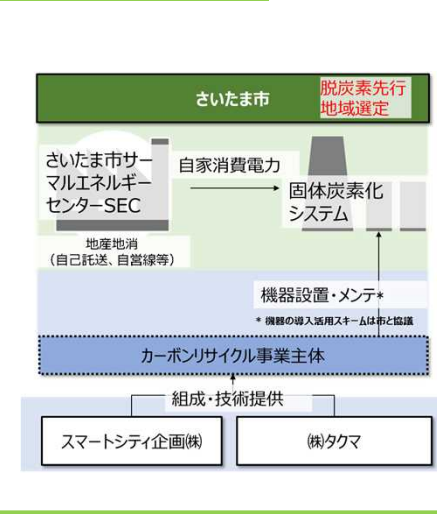 さいたま市
脱炭素先行
地域選定
さいたま市サー
マルエネルギー
センターSEC
自家消費電力
固体炭素化
システム
地産地消
(自己託送、自営線等)
機器設置・メンテ*
* 機器の導入活用スキームは市と協議
カーボンリサイクル事業主体
組成・技術提供
スマートシティ企画㈱
㈱タクマ